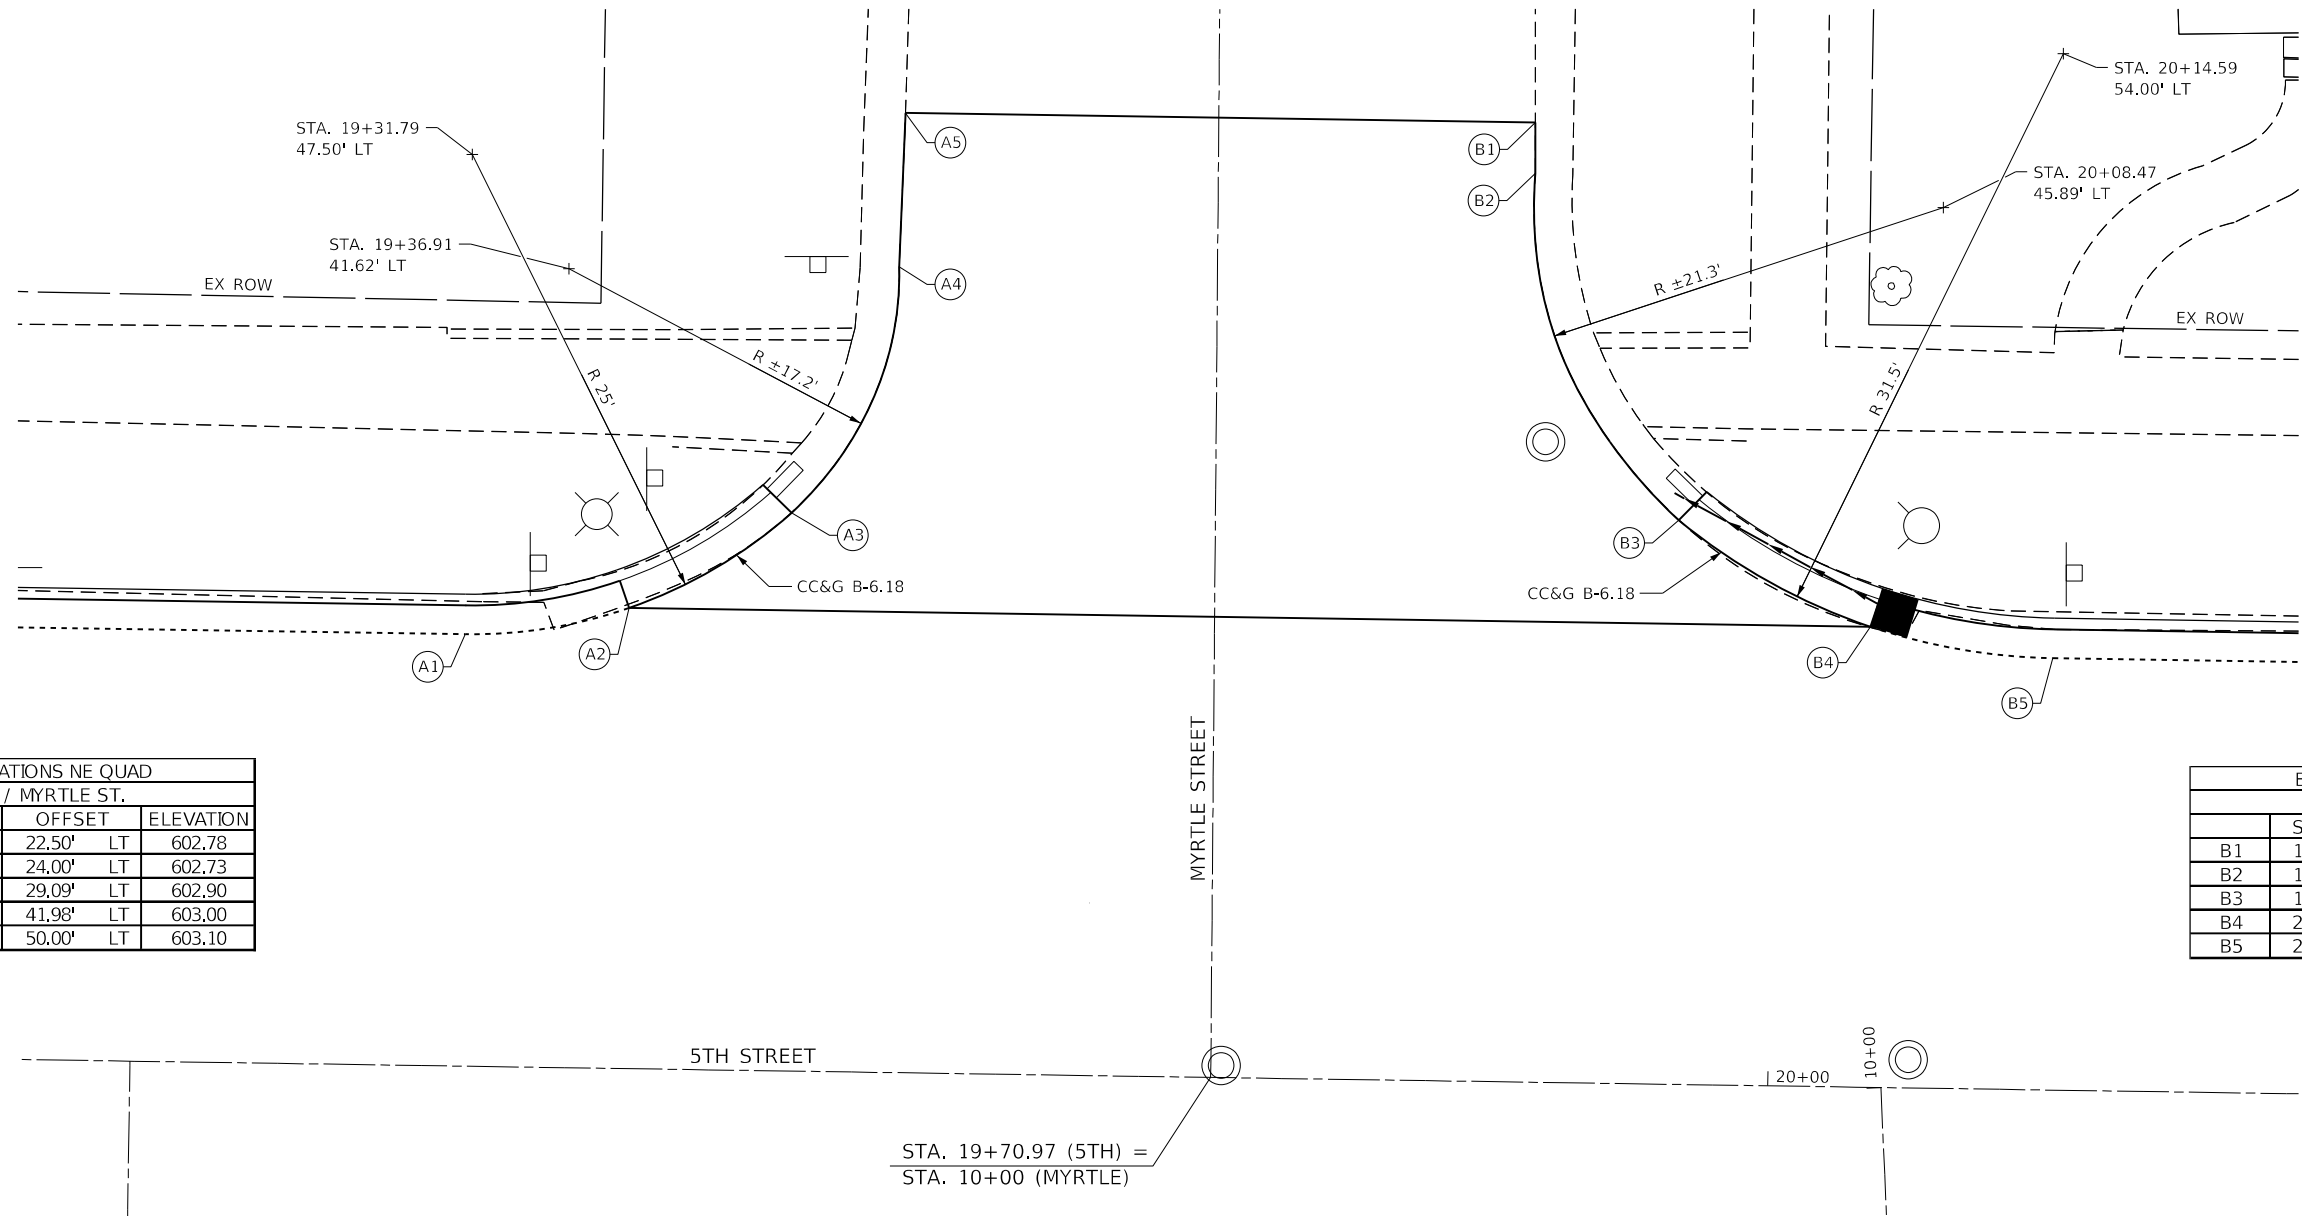 STA. 20+14.59
54.00' LT
STA. 19+31.79
47.50' LT
A5
B1
STA. 20+08.47
45.89' LT
B2
STA. 19+36.91
41.62' LT
EX ROW
A4
R ±21.3'
EX ROW
R ±17.2'
R 25'
R 31.5'
A3
B3
CC&G B-6.18
CC&G B-6.18
A1
A2
B4
B5
MYRTLE STREET
ATIONS NE QUAD
/ MYRTLE ST.
OFFSET ELEVATION
22.50' LT 602.78
24.00' LT 602.73
29.09' LT 602.90
41.98' LT 603.00
50.00' LT 603.10
E
S
B1 1
B2 1
B3 1
B4 2
B5 2
5TH STREET
20+00
10+00
STA. 19+70.97 (5TH) =
STA. 10+00 (MYRTLE)